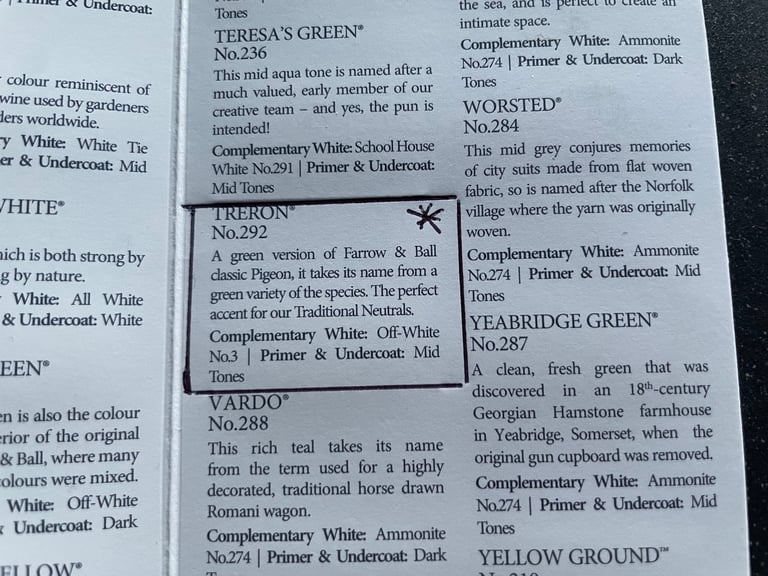 Primer & Undercoat:
colour reminiscent of
wine used by gardeners
worldwide.
White: White Tie
Mid
WHITE®
is both strong by
by nature.
White: All White
& Undercoat: White
is also the colour
of the original
& Ball, where many
colours were mixed.
White: Off-White
Undercoat: Dark
Tones
TERESA'S GREEN®
No.236
This mid aqua tone is named after a
much valued, early member of our
creative team – and yes, the pun is
intended!
Complementary White: School House
White No.291 | Primer & Undercoat:
Mid Tones
TRERON®
No.292
A green version of Farrow & Ball
classic Pigeon, it takes its name from a
green variety of the species. The perfect
accent for our Traditional Neutrals.
Complementary White: Off-White
No.3 | Primer & Undercoat: Mid
Tones
VARDO®
No.288
This rich teal takes its name
from the term used for a highly
decorated, traditional horse drawn
Romani wagon.
Complementary White: Ammonite
No.274 | Primer & Undercoat: Dark
the sea, and is perfect to create an
intimate space.
Complementary White: Ammonite
No.274 | Primer & Undercoat: Dark
Tones
WORSTED®
No.284
This mid grey conjures memories
of city suits made from flat woven
fabric, so is named after the Norfolk
village where the yarn was originally
woven.
Complementary White: Ammonite
No.274 | Primer & Undercoat: Mid
Tones
YEABRIDGE GREEN®
No.287
A clean, fresh green that was
discovered in an 18th-century
Georgian Hamstone farmhouse
in Yeabridge, Somerset, when the
original gun cupboard was removed.
Complementary White: Ammonite
No.274 | Primer & Undercoat: Mid
Tones
YELLOW GROUND™